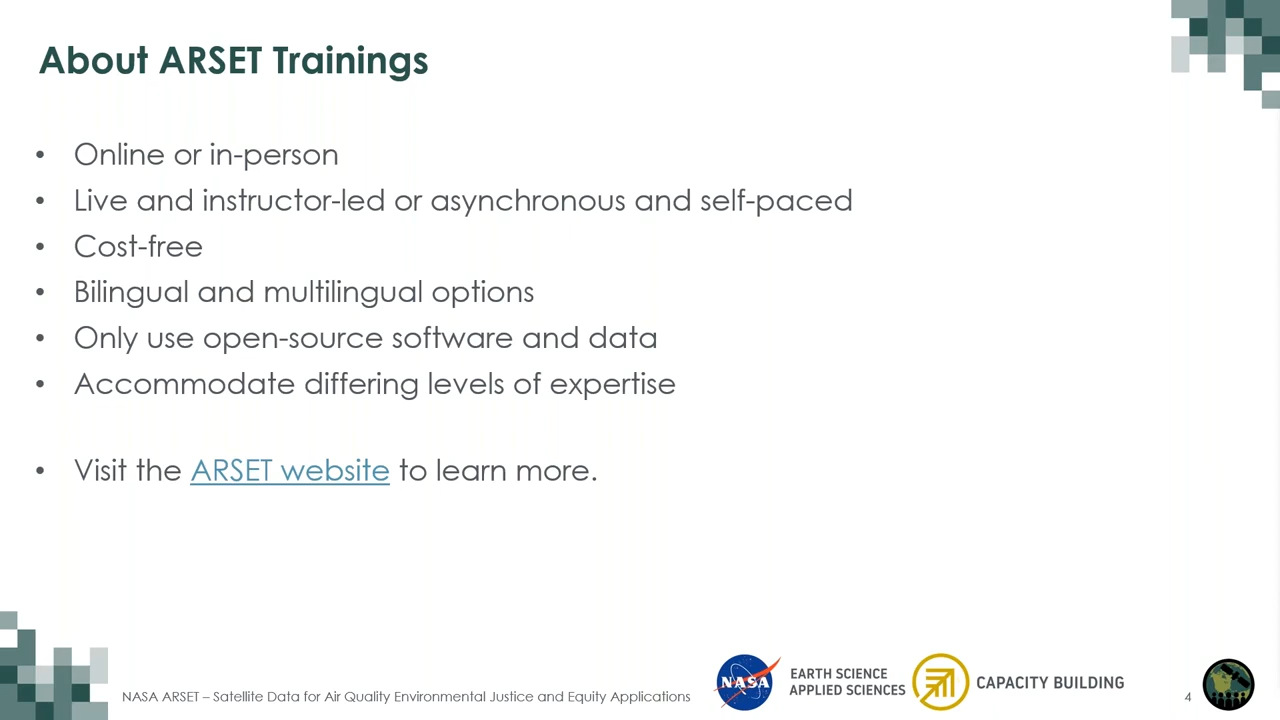 About ARSET Trainings
• Online or in-person
• Live and instructor-led or asynchronous and self-paced
• Cost-free
• Bilingual and multilingual options
• Only use open-source software and data
• Accommodate differing levels of expertise
• Visit the ARSET website to learn more.
NASA ARSET – Satellite Data for Air Quality Environmental Justice and Equity Applications
NASA
EARTH SCIENCE
APPLIED SCIENCES
CAPACITY BUILDING
4